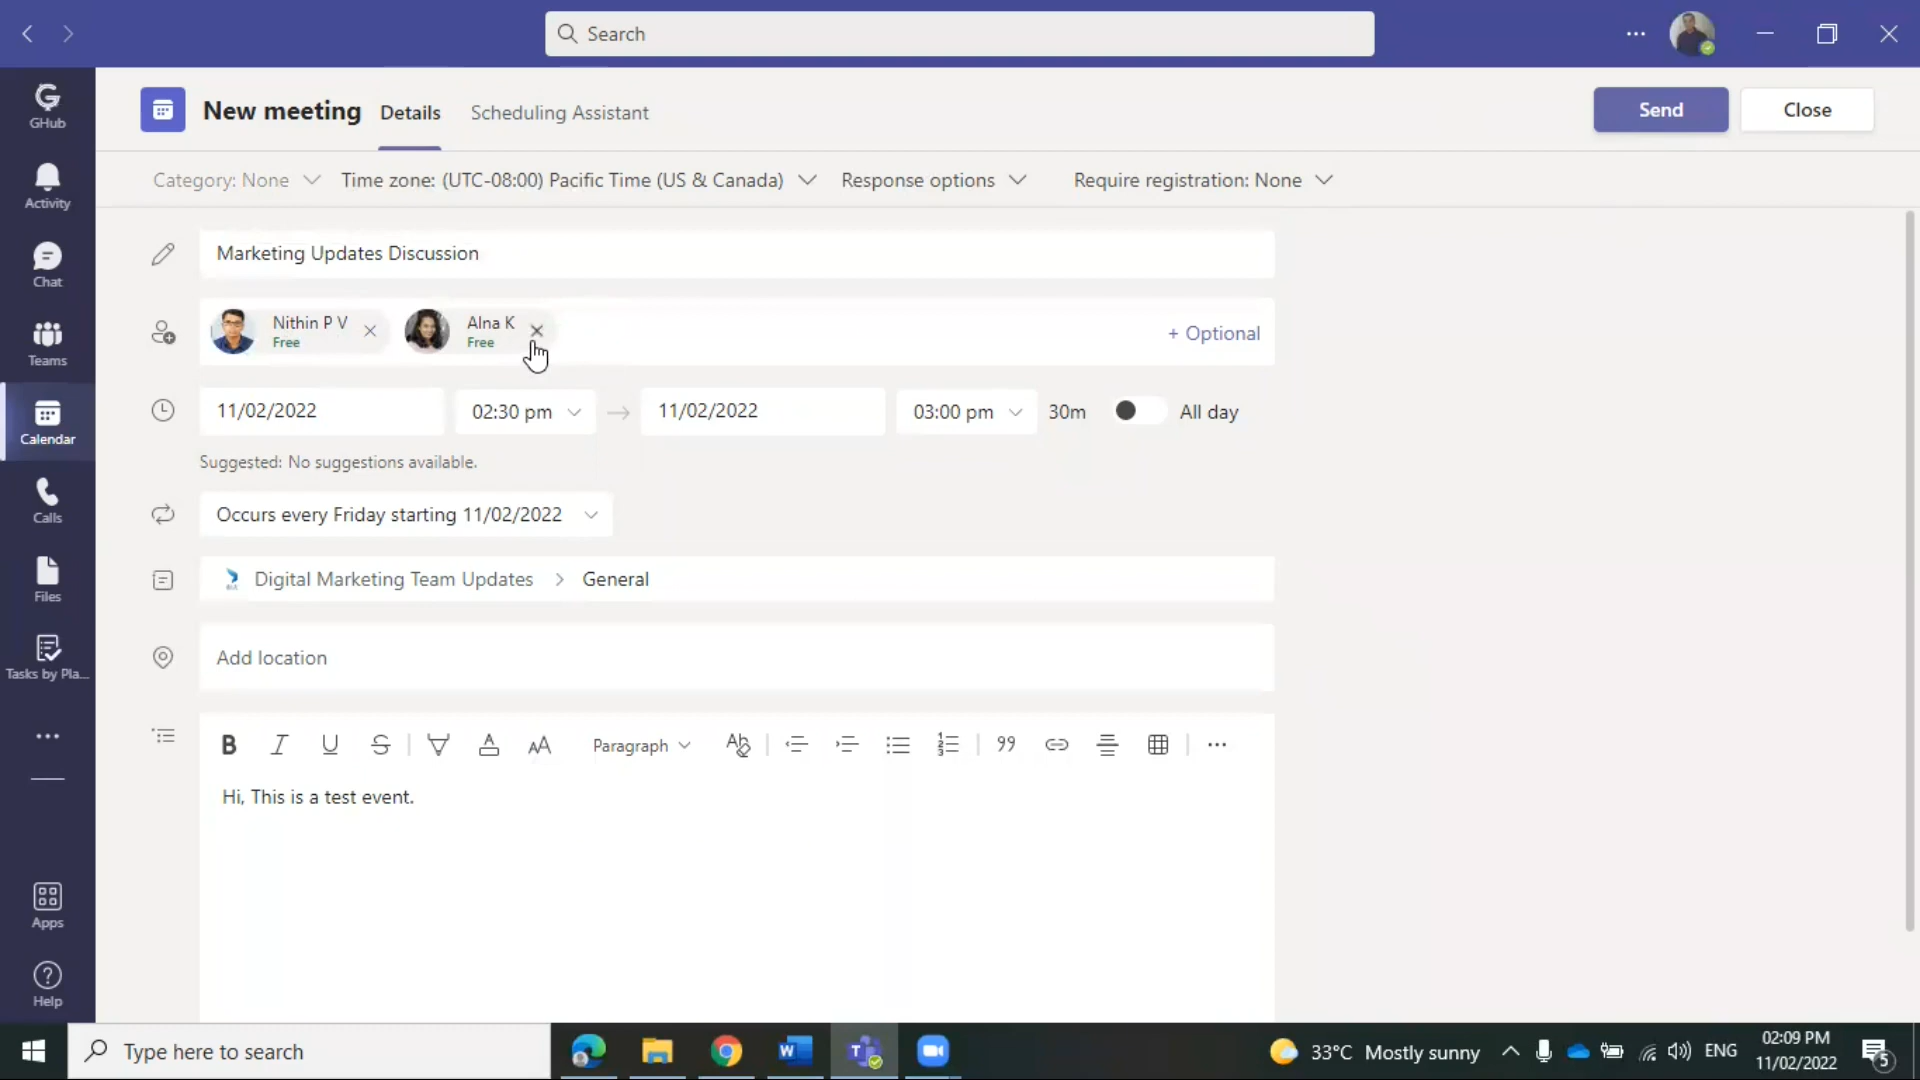 Search
GHub
New meeting
Details
Scheduling Assistant
Send
Close
Category: None
Time zone: (UTC-08:00) Pacific Time (US & Canada)
Response options
Require registration: None
Activity
Marketing Updates Discussion
Chat
Nithin P V
Free
Alna K
Free
+ Optional
Teams
11/02/2022
02:30 pm
11/02/2022
03:00 pm
30m
All day
Calendar
Suggested: No suggestions available.
Occurs every Friday starting 11/02/2022
Calls
Digital Marketing Team Updates > General
Files
Add location
Tasks by Pla...
B I U S
AA
Paragraph
Hi, This is a test event.
Apps
Help
Type here to search
33°C Mostly sunny
ENG
02:09 PM
11/02/2022
5